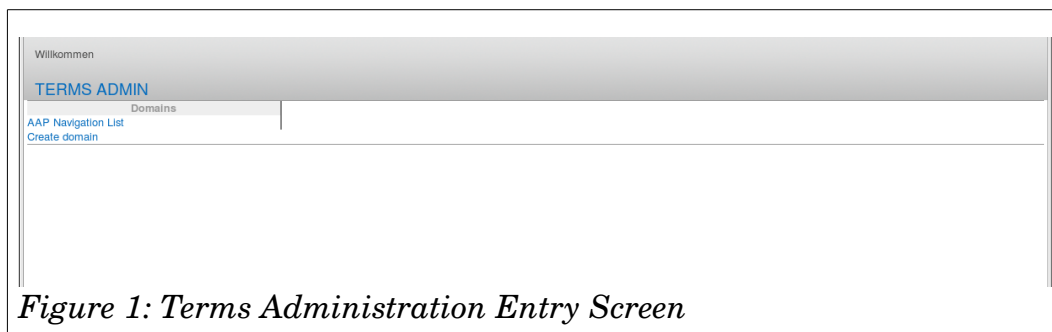 Willkommen
TERMS ADMIN
Domains
AAP Navigation List
Create domain
Figure 1: Terms Administration Entry Screen